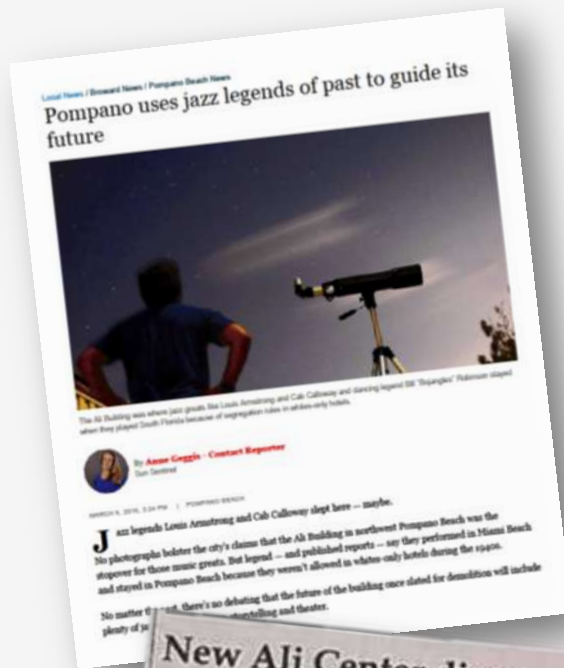 Local News / Broward News / Pompano Beach News
Pompano uses jazz legends of past to guide its
future
The Ali Building was where jazz greats like Louis Armstrong and Cab Calloway and dancing legend Bill "Bojangles" Robinson stayed
when they played South Florida because of segregation rules in whites-only hotels.
By Anne Geggis · Contact Reporter
Sun Sentinel
POMPANO BEACH
Jazz legends Louis Armstrong and Cab Calloway slept here — maybe.
No photographs bolster the city's claims that the Ali Building in northwest Pompano Beach was the
stopover for those music greats. But legend — and published reports — say they performed in Miami Beach
and stayed in Pompano Beach because they weren't allowed in whites-only hotels during the 1940s.
No matter the past, there's no debating that the future of the building once slated for demolition will include
plenty of storytelling and theater.
New Ali